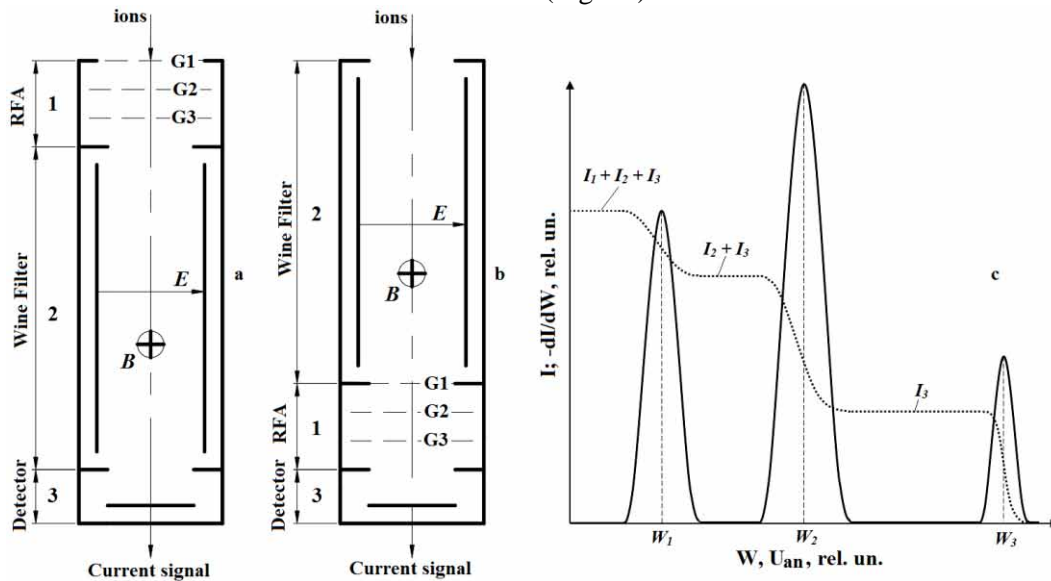 ions
G1
G2
G3
RFA
1
Wine Filter
2
E
a
B
Detector
3
Current signal
ions
Wine Filter
2
E
b
B
G1
G2
G3
RFA
1
Detector
3
Current signal
I; -dI/dW, rel. un.
I1 + I2 + I3
I2 + I3
c
I3
W1
W2
W3
W, Uan, rel. un.